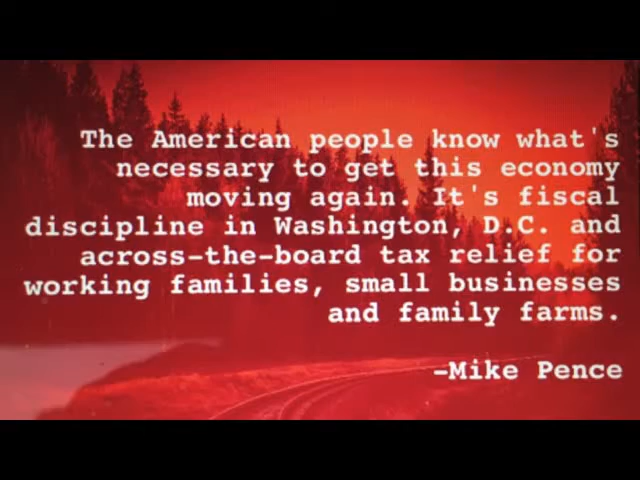 The American people know what's
necessary to get this economy
moving again. It's fiscal
discipline in Washington, D.C. and
across-the-board tax relief for
working families, small businesses
and family farms.
-Mike Pence